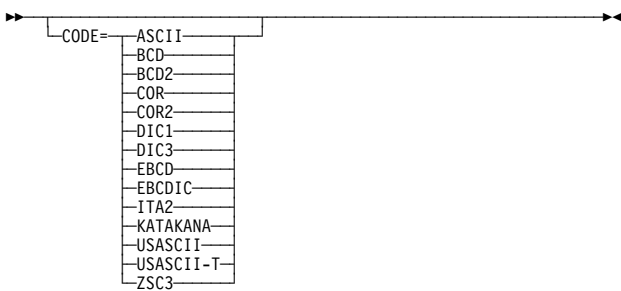 CODE= ASCII
BCD
BCD2
COR
COR2
DIC1
DIC3
EBCD
EBCDIC
ITA2
KATAKANA
USASCII
USASCII-T
ZSC3